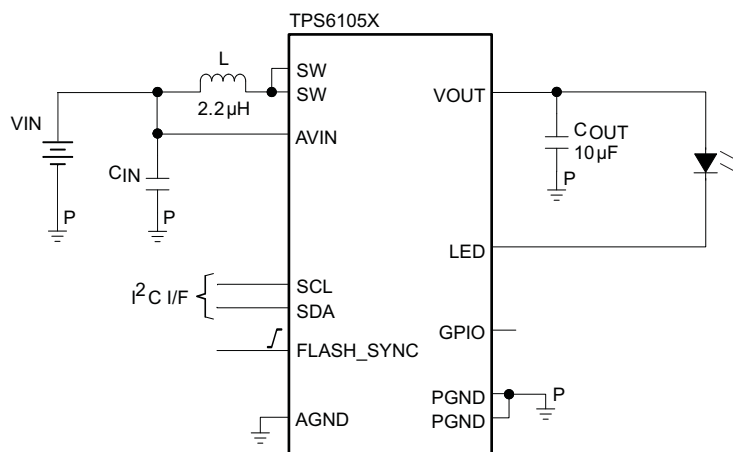 TPS6105X
L
2.2µH
SW
SW
VIN
AVIN
CIN
P
P
VOUT
COUT
10µF
P
LED
I²C I/F
SCL
SDA
FLASH_SYNC
GPIO
AGND
PGND
PGND
P